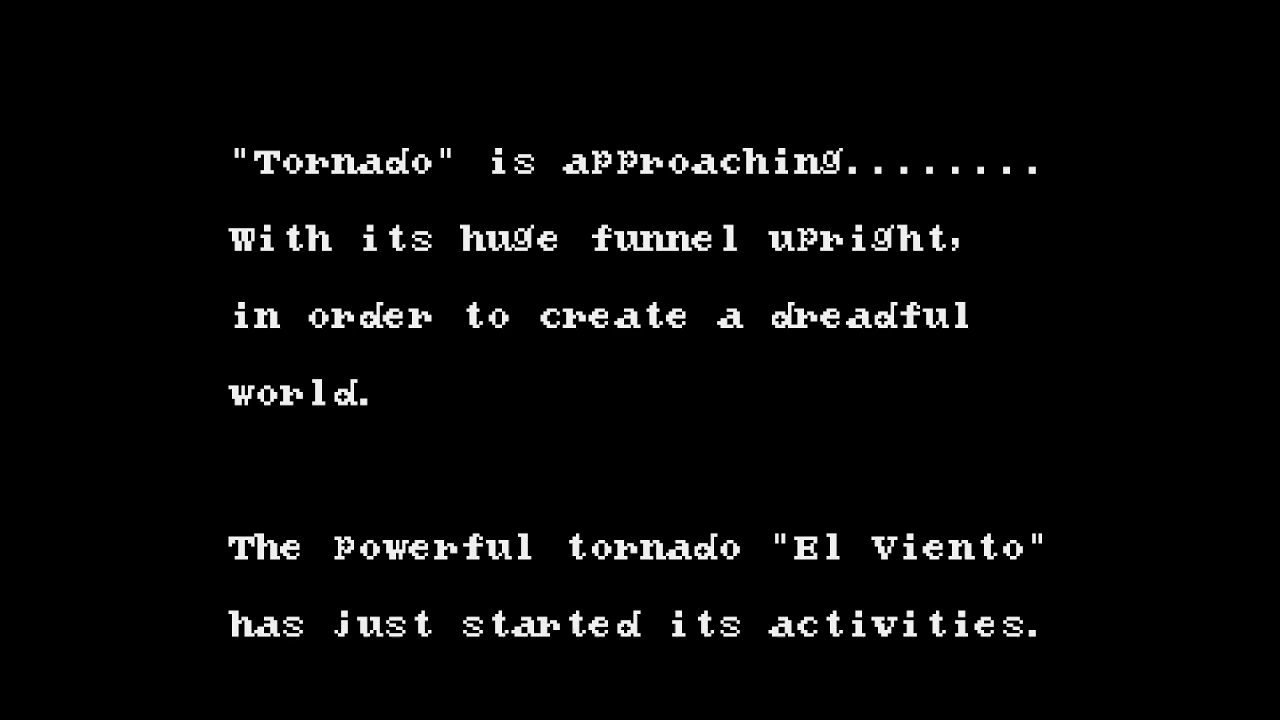 "Tornado" is approaching........
With its huge funnel upright,
in order to create a dreadful
world.
The powerful tornado "El Viento"
has just started its activities.